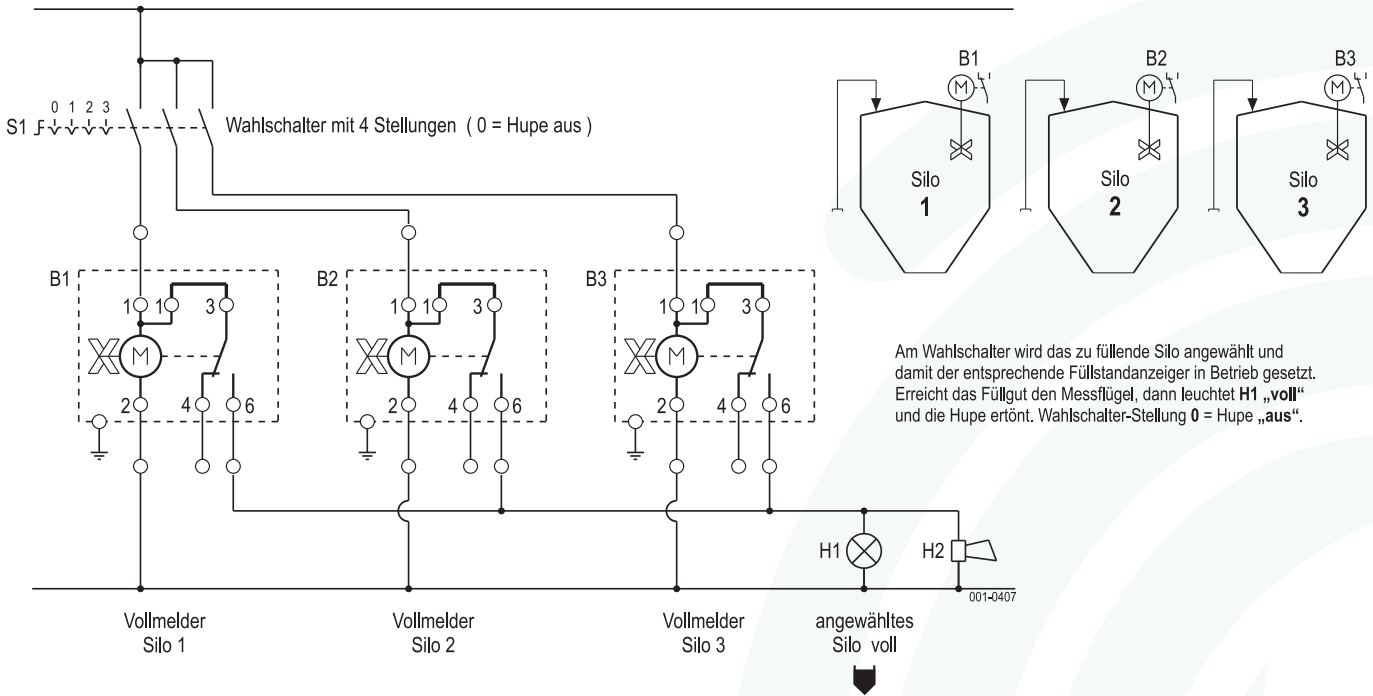 B1
B2
B3
M
M
M
0 1 2 3
S1
Wahlschalter mit 4 Stellungen ( 0 = Hupe aus )
Silo
1
Silo
2
Silo
3
B1
B2
B3
1 1 3
1 1 3
1 1 3
M
M
M
2 4 6
2 4 6
2 4 6
Am Wahlschalter wird das zu füllende Silo angewählt und
damit der entsprechende Füllstandanzeiger in Betrieb gesetzt.
Erreicht das Füllgut den Messflügel, dann leuchtet H1 „voll“
und die Hupe ertönt. Wahlschalter-Stellung 0 = Hupe „aus“.
H1
H2
001-0407
Vollmelder
Silo 1
Vollmelder
Silo 2
Vollmelder
Silo 3
angewähltes
Silo voll